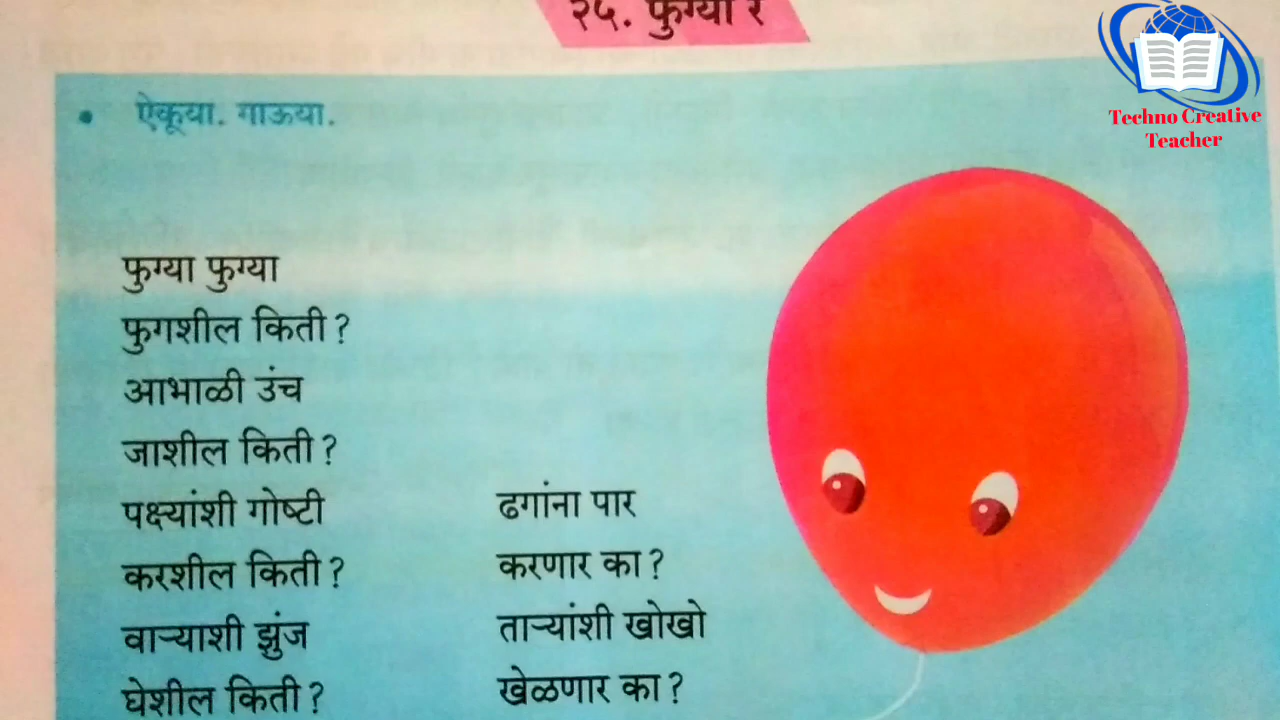 २५. फुग्या रे
Techno Creative
Teacher
• ऐकूया. गाऊया.
फुग्या फुग्या
फुगशील किती?
आभाळी उंच
जाशील किती?
पक्ष्यांशी गोष्टी
करशील किती?
वाऱ्याशी झुंज
घेशील किती?
ढगांना पार
करणार का?
ताऱ्यांशी खोखो
खेळणार का?